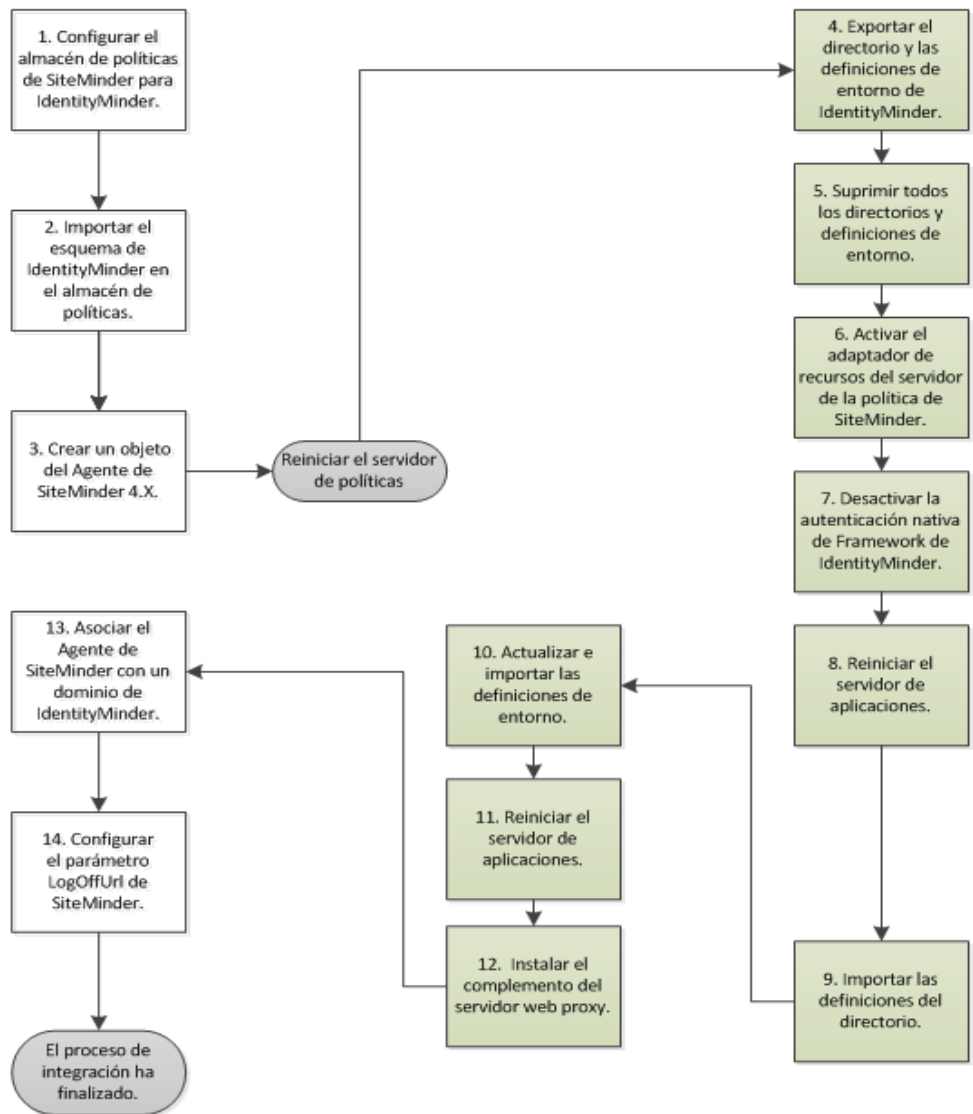 1. Configurar el
almacén de políticas
de SiteMinder para
IdentityMinder.
2. Importar el
esquema de
IdentityMinder en
el almacén de
políticas.
3. Crear un objeto
del Agente de
SiteMinder 4.X.
Reiniciar el servidor
de políticas
4. Exportar el
directorio y las
definiciones de
entorno de
IdentityMinder.
5. Suprimir todos
los directorios y
definiciones de
entorno.
6. Activar el
adaptador de
recursos del servidor
de la política de
SiteMinder.
7. Desactivar la
autenticación nativa
de Framework de
IdentityMinder.
8. Reiniciar el
servidor de
aplicaciones.
9. Importar las
definiciones del
directorio.
10. Actualizar e
importar las
definiciones de
entorno.
11. Reiniciar el
servidor de
aplicaciones.
12. Instalar el
complemento del
servidor web proxy.
13. Asociar el
Agente de
SiteMinder con un
dominio de
IdentityMinder.
14. Configurar
el parámetro
LogOffUrl de
SiteMinder.
El proceso de
integración ha
finalizado.